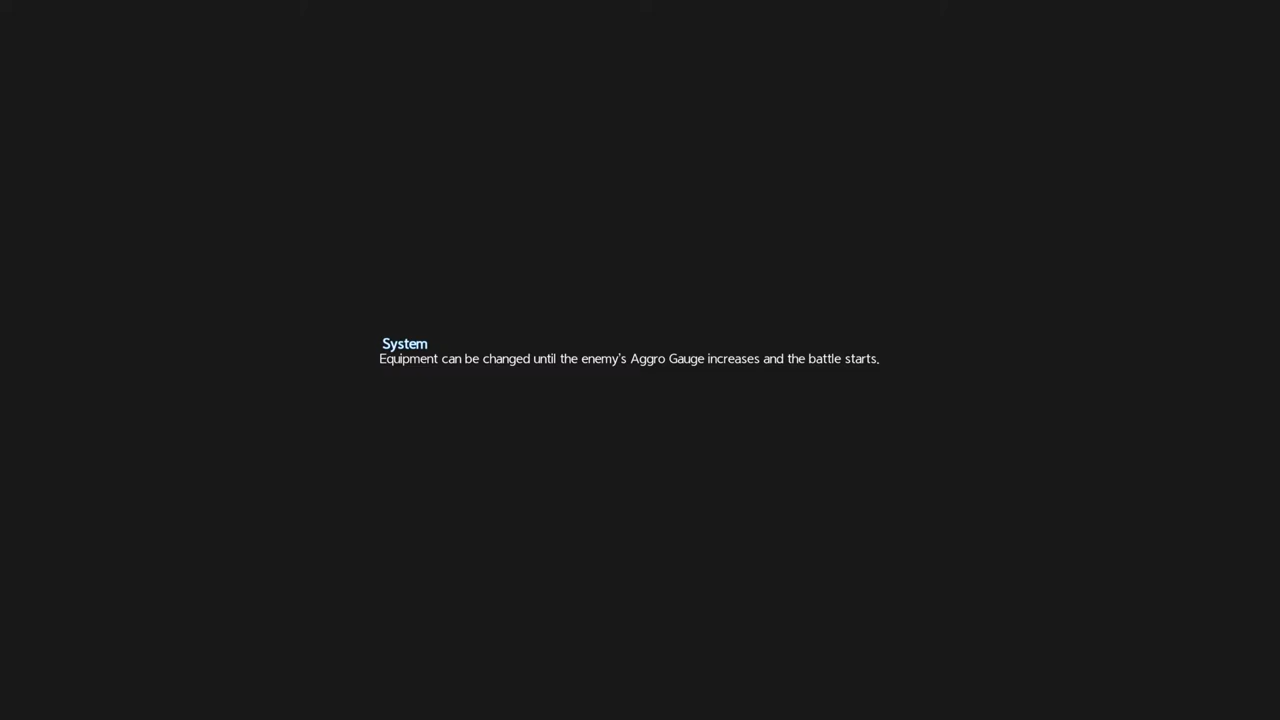 System
Equipment can be changed until the enemy's Aggro Gauge increases and the battle starts.